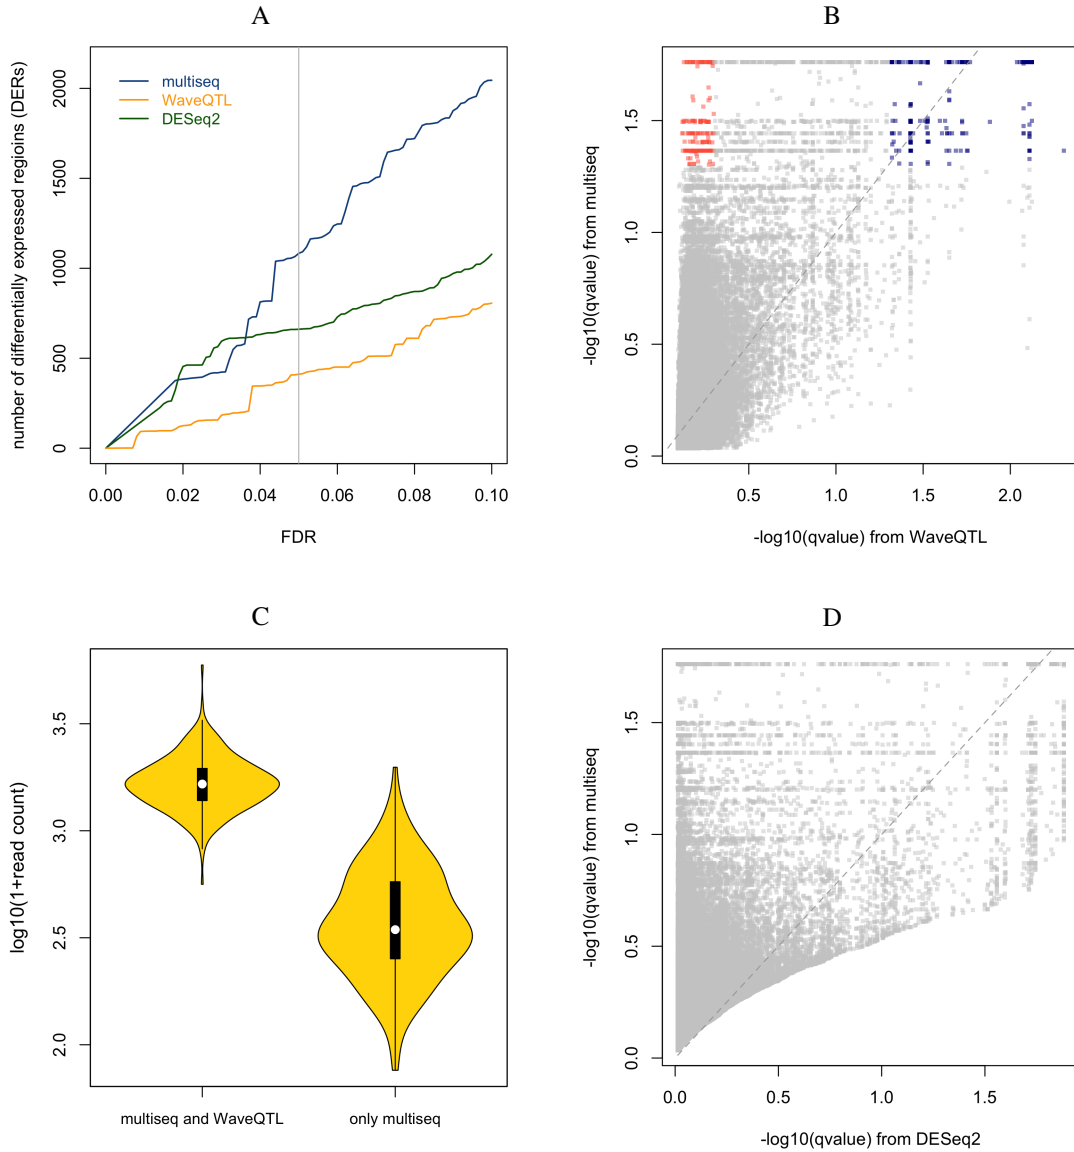 A
number of differentially expressed regions (DERs)
2000
1500
1000
500
0
multiseq
WaveQTL
DESeq2
0.00 0.02 0.04 0.06 0.08 0.10
FDR
B
-log10(qvalue) from multiseq
1.5
1.0
0.5
0.0
0.5 1.0 1.5 2.0
-log10(qvalue) from WaveQTL
C
log10(1+read count)
3.5
3.0
2.5
2.0
multiseq and WaveQTL only multiseq
D
-log10(qvalue) from multiseq
1.5
1.0
0.5
0.0
0.0 0.5 1.0 1.5
-log10(qvalue) from DESeq2